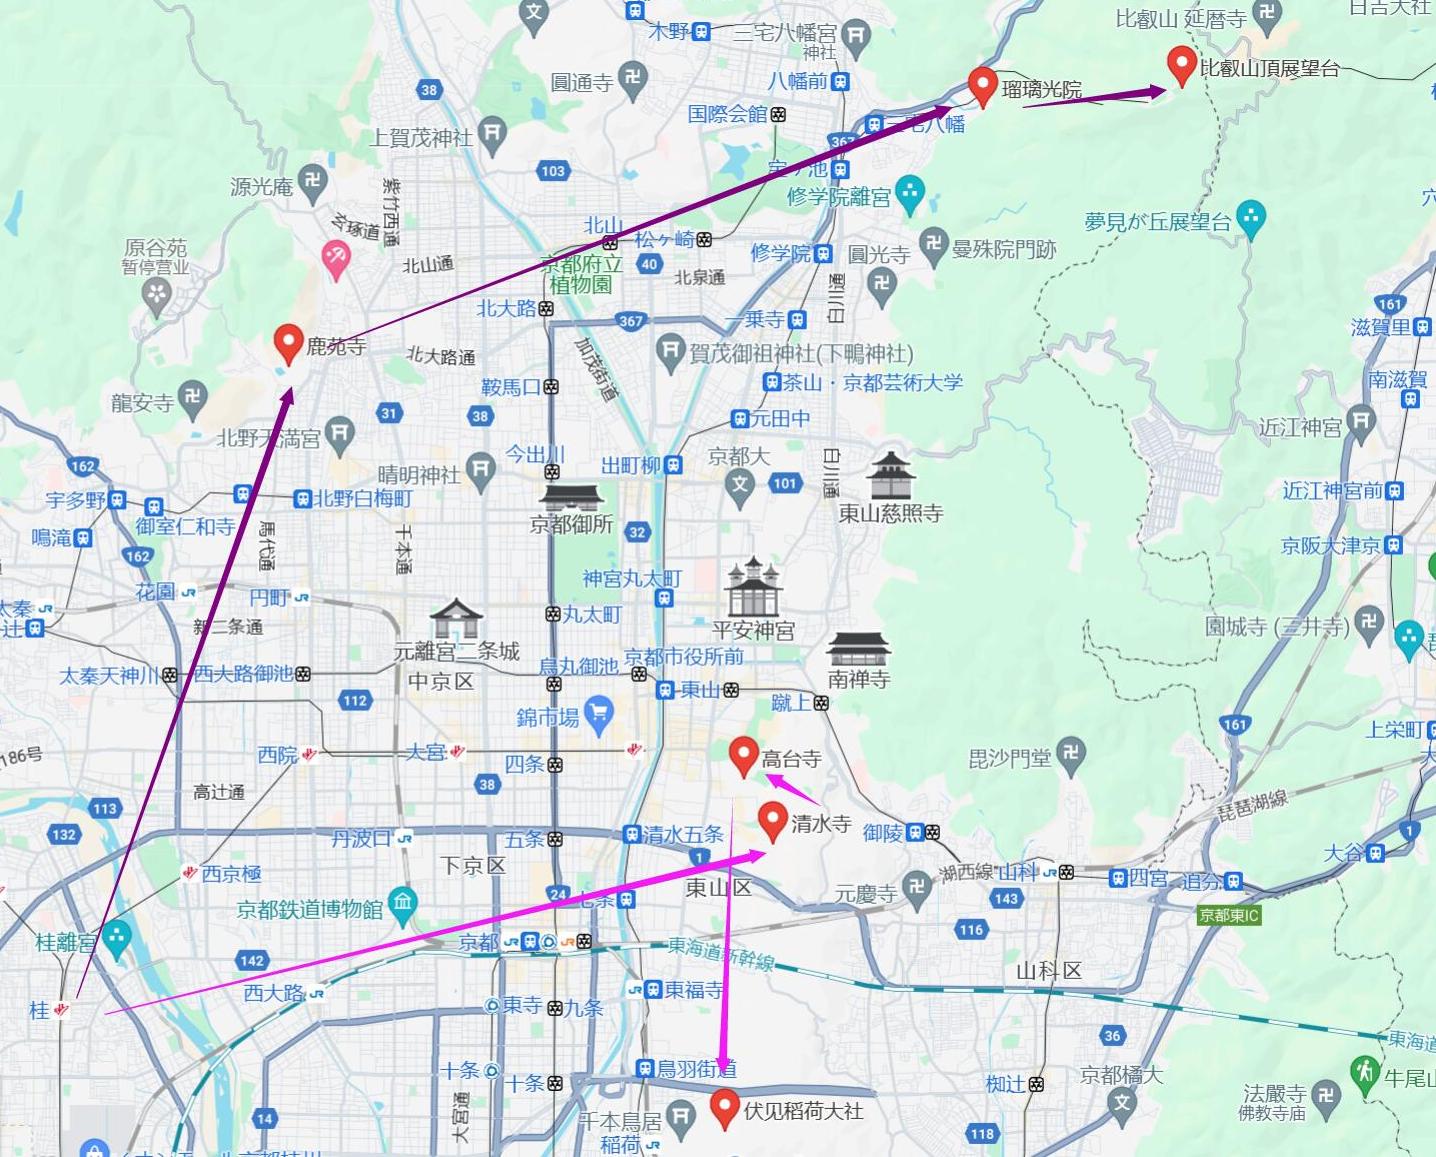 文
木野
三宅八幡宮
神社
比叡山 延暦寺
日吉大社
圓通寺
八幡前
瑠璃光院
比叡山頂展望台
38
国際会館
三宅八幡
上賀茂神社
367
103
宝ヶ池
源光庵
紫竹西通
修学院離宮
夢見が丘展望台
玄琢道
北山
松ヶ崎
原谷苑
暂停营业
北山通
京都府立
植物園
40
北泉通
修学院
圓光寺
曼殊院門跡
白川通
北大路
367
一乗寺
161
滋賀里
鹿苑寺
北大路通
加茂街道
賀茂御祖神社(下鴨神社)
鞍馬口
茶山・京都芸術大学
南滋賀
龍安寺
31
38
元田中
近江神宮
北野天満宮
162
晴明神社
今出川
出町柳
京都大
文
101
白川通
宇多野
北野白梅町
近江神宮前
御室仁和寺
京都御所
東山慈照寺
鳴滝
馬代通
千本通
32
京阪大津京
162
花園
円町
神宮丸太町
太秦
辻
新二条通
丸太町
平安神宮
園城寺 (三井寺)
元離宮二条城
太秦天神川
西大路御池
中京区
烏丸御池
京都市役所前
東山
南禅寺
112
蹴上
錦市場
161
上栄町
186号
西院
大宮
四条
高台寺
毘沙門堂
38
高辻通
琵琶湖線
113
132
丹波口
五条
清水五条
清水寺
御陵
1
大谷
1
下京区
西京極
東山区
湖西線
山科
四宮
追分
24
七条
元慶寺
143
京都東IC
京都鉄道博物館
桂離宮
京都
116
142
東海道新幹線
山科区
桂
西大路
東福寺
東寺
九条
36
東海道
十条
十条
鳥羽街道
椥辻
京都橘大
文
牛尾山
14
大宮通
千本鳥居
稲荷
伏见稲荷大社
118
法嚴寺
佛教寺庙